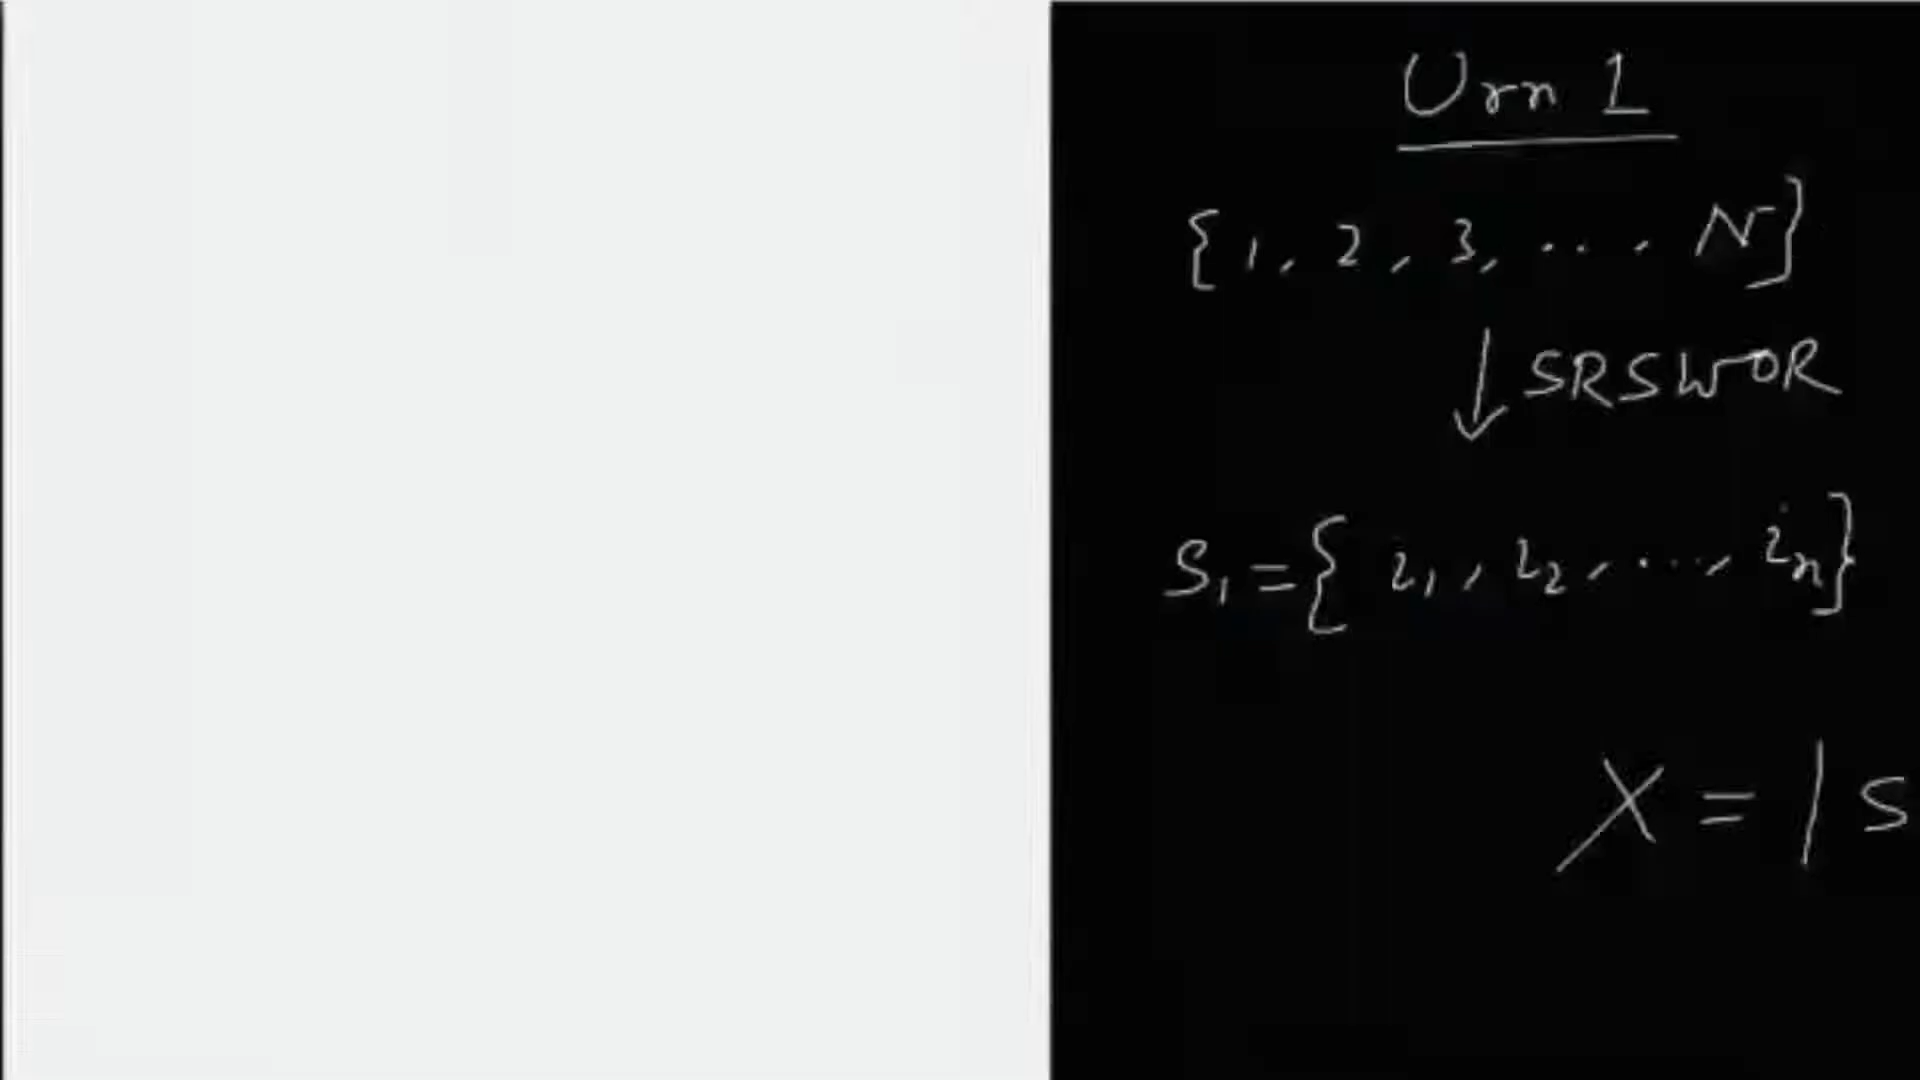 Urn 1
{1, 2, 3, ... N}
↓ SRSWOR
S₁ = { i₁, i₂, ..., iₙ}
X = | S